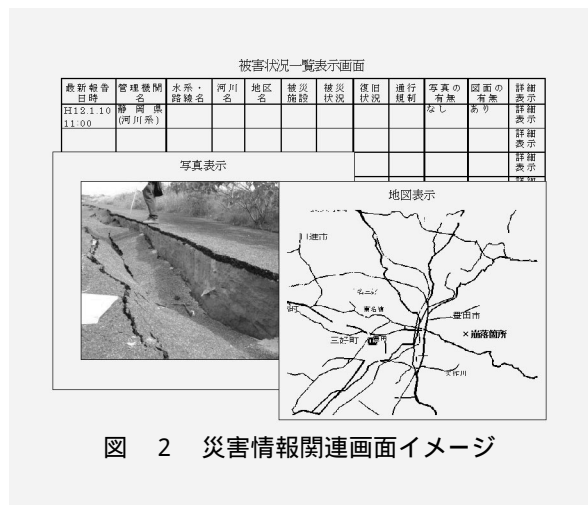 被害状況一覧表示画面
最新報告日時 管理機関名 水系・路線名 河川名 地区名 被災施設 被災状況 復旧状況 通行規制 写真の有無 図面の有無 詳細表示
H12.1.10 11:00 静岡県(河川系) なし あり 詳細表示
詳細表示
詳細表示
詳細
写真表示
地図表示
豊田市
×崩落箇所
三好町
図 2 災害情報関連画面イメージ